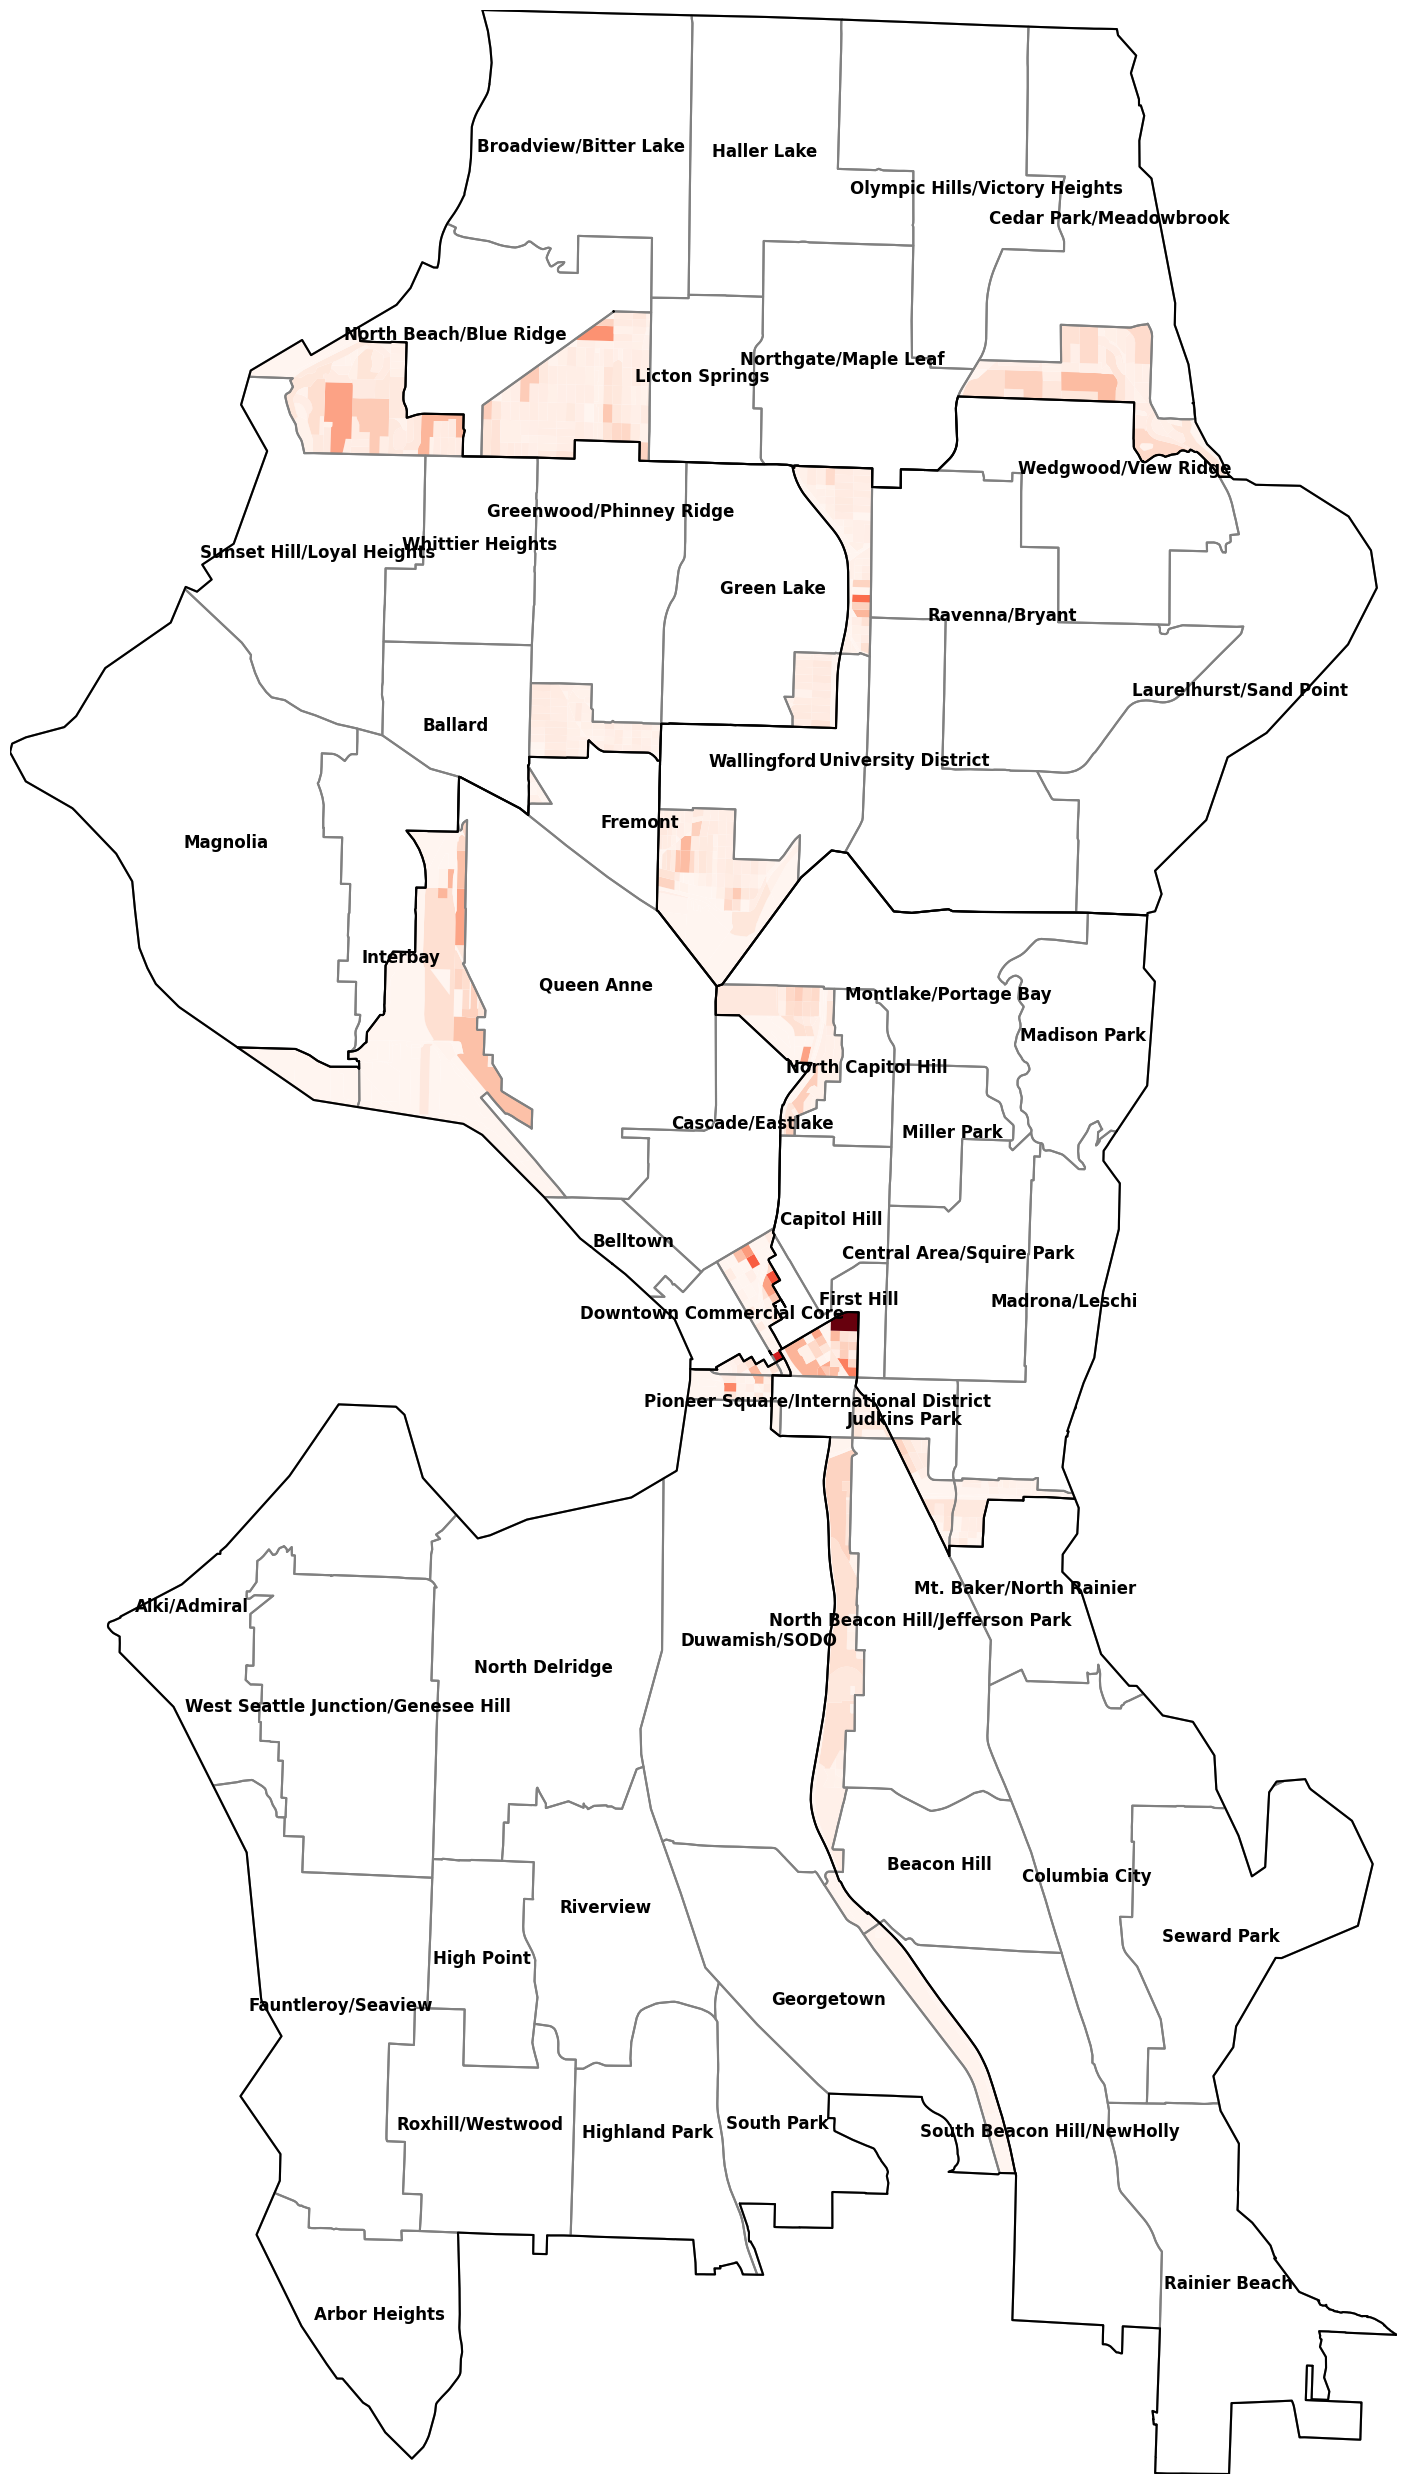 Broadview/Bitter Lake
Haller Lake
Olympic Hills/Victory Heights
Cedar Park/Meadowbrook
North Beach/Blue Ridge
Northgate/Maple Leaf
Licton Springs
Wedgwood/View Ridge
Greenwood/Phinney Ridge
Whittier Heights
Sunset Hill/Loyal Heights
Green Lake
Ravenna/Bryant
Laurelhurst/Sand Point
Ballard
Wallingford
University District
Fremont
Magnolia
Interbay
Queen Anne
Montlake/Portage Bay
Madison Park
North Capitol Hill
Cascade/Eastlake
Miller Park
Capitol Hill
Belltown
Central Area/Squire Park
First Hill
Madrona/Leschi
Downtown Commercial Core
Pioneer Square/International District
Judkins Park
Mt. Baker/North Rainier
Alki/Admiral
North Beacon Hill/Jefferson Park
Duwamish/SODO
North Delridge
West Seattle Junction/Genesee Hill
Beacon Hill
Columbia City
Riverview
Seward Park
High Point
Georgetown
Fauntleroy/Seaview
Roxhill/Westwood
South Park
Highland Park
South Beacon Hill/NewHolly
Rainier Beach
Arbor Heights